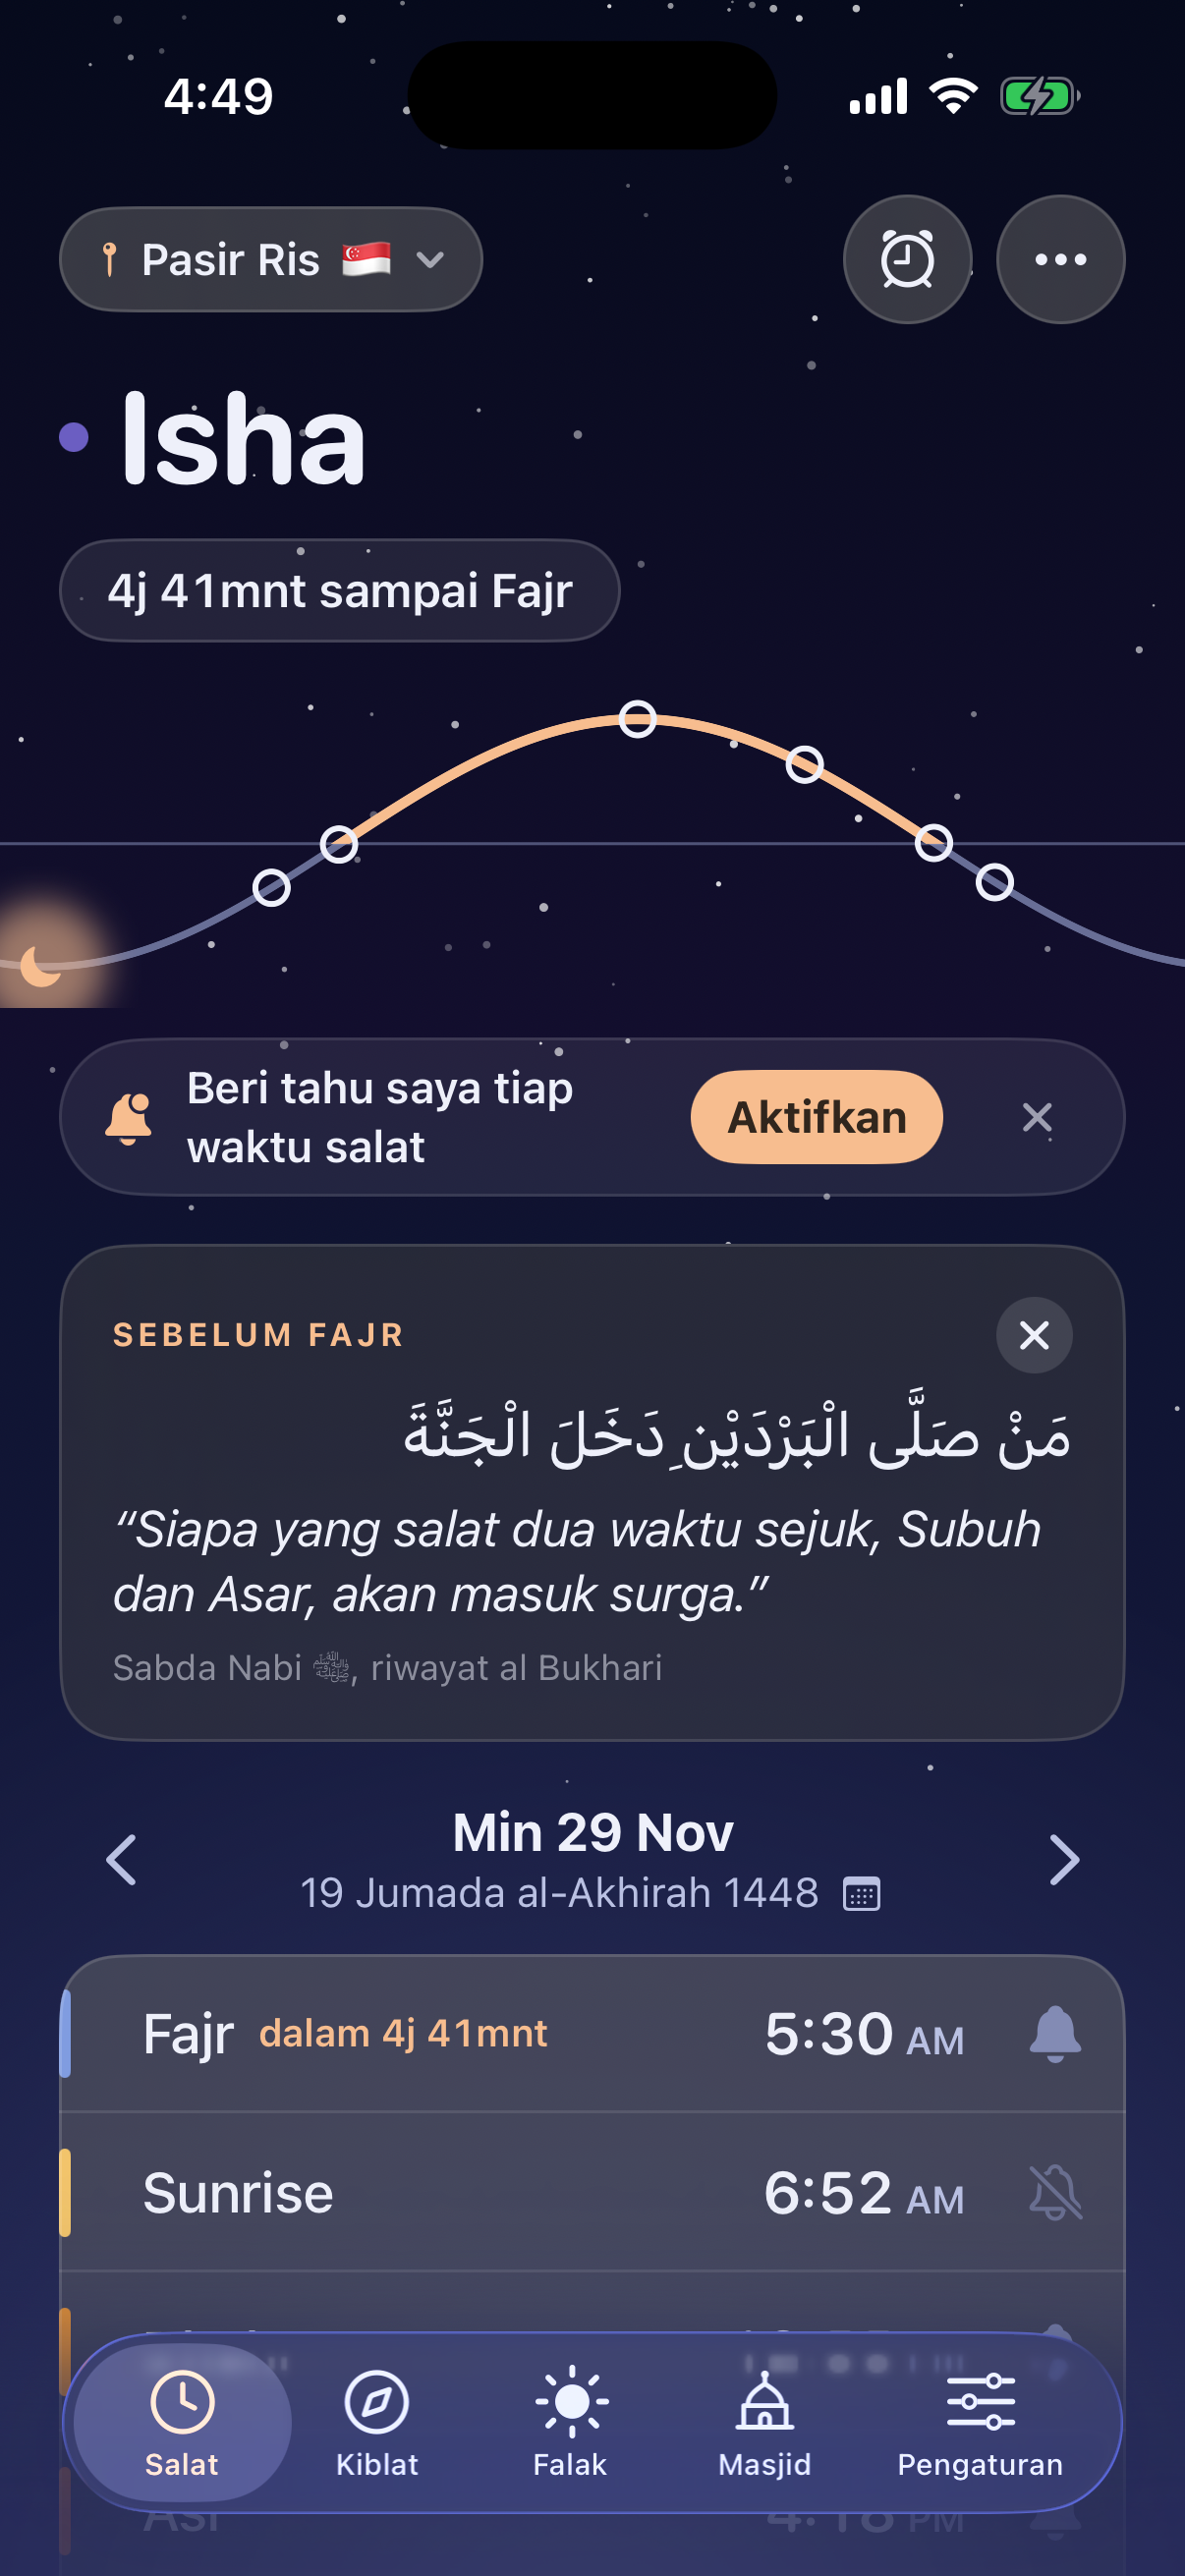 4:49
Pasir Ris 🇸🇬
Isha
4j 41mnt sampai Fajr
Beri tahu saya tiap
waktu salat
Aktifkan
SEBELUM FAJR
مَنْ صَلَّى الْبَرْدَيْنِ دَخَلَ الْجَنَّةَ
“Siapa yang salat dua waktu sejuk, Subuh
dan Asar, akan masuk surga.”
Sabda Nabi ﷺ, riwayat al Bukhari
Min 29 Nov
19 Jumada al-Akhirah 1448
Fajr dalam 4j 41mnt 5:30 AM
Sunrise 6:52 AM
Salat Kiblat Falak Masjid Pengaturan